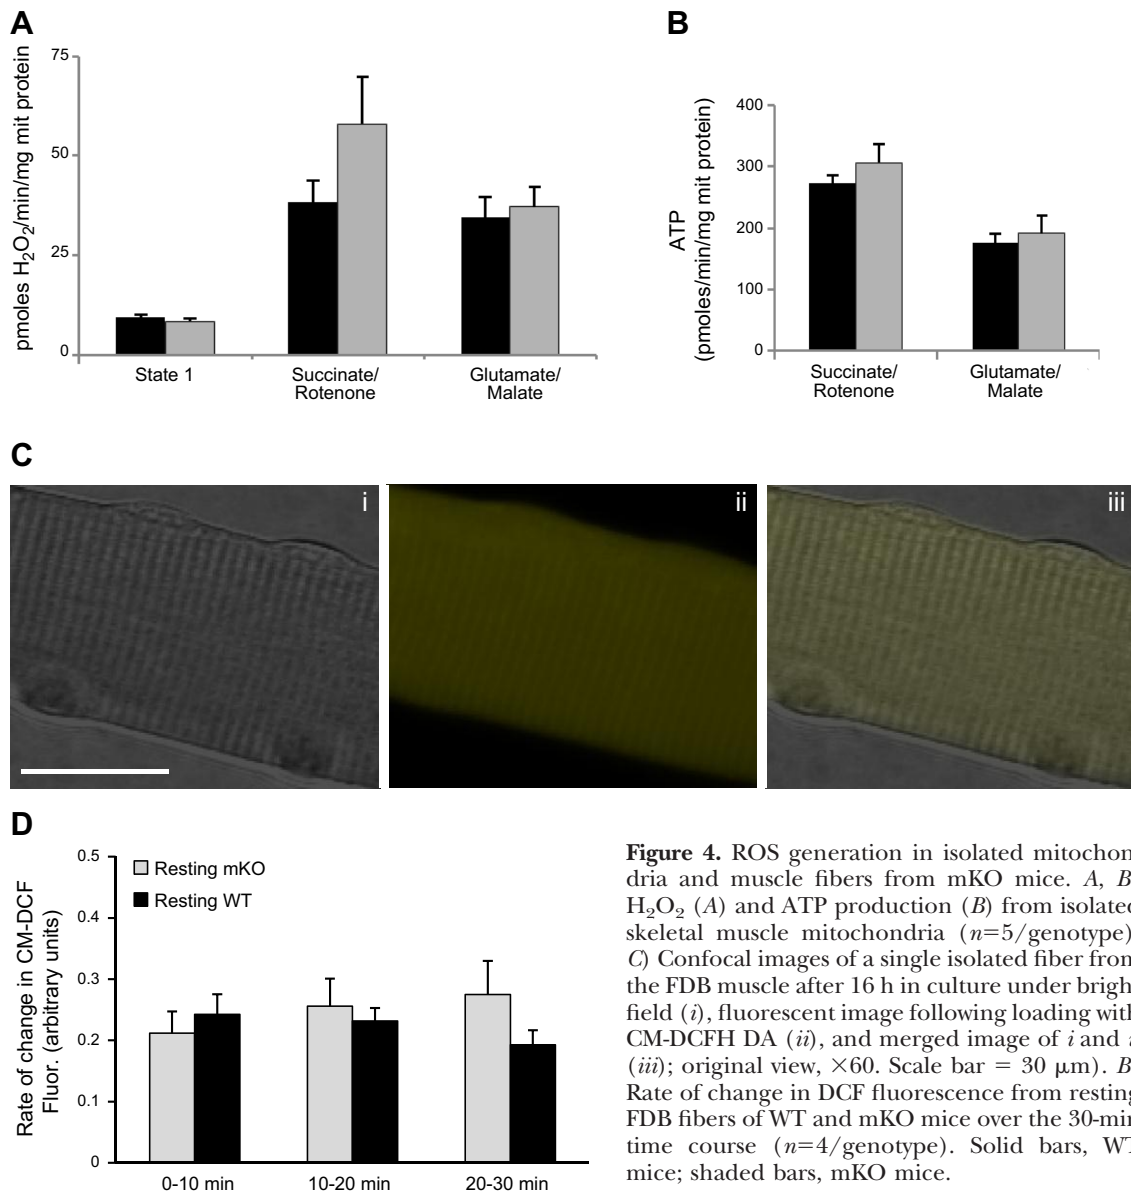 A
B
pmoles H₂O₂/min/mg mit protein
75
50
25
0
State 1
Succinate/
Rotenone
Glutamate/
Malate
ATP
(pmoles/min/mg mit protein)
400
300
200
100
0
Succinate/
Rotenone
Glutamate/
Malate
C
i
ii
iii
D
Rate of change in CM-DCF
Fluor. (arbitrary units)
0.5
0.4
0.3
0.2
0.1
0
Resting mKO
Resting WT
0-10 min
10-20 min
20-30 min
Figure 4. ROS generation in isolated mitochon
dria and muscle fibers from mKO mice. A, B
H₂O₂ (A) and ATP production (B) from isolated
skeletal muscle mitochondria (n=5/genotype)
C) Confocal images of a single isolated fiber from
the FDB muscle after 16 h in culture under brigh
field (i), fluorescent image following loading with
CM-DCFH DA (ii), and merged image of i and i
(iii); original view, ×60. Scale bar = 30 μm). B
Rate of change in DCF fluorescence from resting
FDB fibers of WT and mKO mice over the 30-min
time course (n=4/genotype). Solid bars, WT
mice; shaded bars, mKO mice.